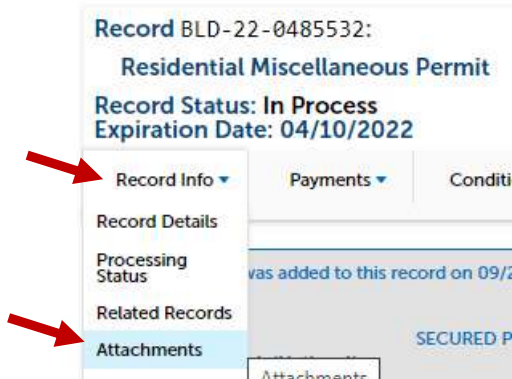 Record BLD-22-0485532:
Residential Miscellaneous Permit
Record Status: In Process
Expiration Date: 04/10/2022
Record Info Payments
Record Details
Processing
Status
was added to this record on 09/2
Related Records
SECURED P
Attachments
Attachments